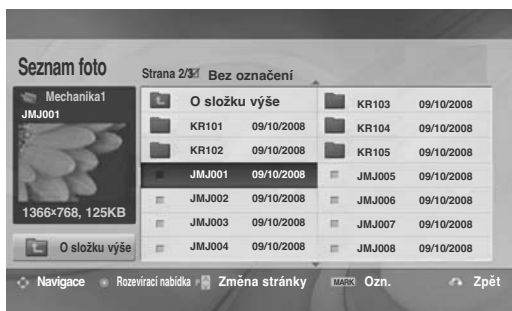 Seznam foto
Strana 2/3 Bez označení
Mechanika1
JMJ001
1366x768, 125KB
O složku výše
O složku výše
KR101 09/10/2008
KR102 09/10/2008
JMJ001 09/10/2008
JMJ002 09/10/2008
JMJ003 09/10/2008
JMJ004 09/10/2008
KR103 09/10/2008
KR104 09/10/2008
KR105 09/10/2008
JMJ005 09/10/2008
JMJ006 09/10/2008
JMJ007 09/10/2008
JMJ008 09/10/2008
Navigace Rozevírací nabídka P Změna stránky MARK Ozn. Zpět